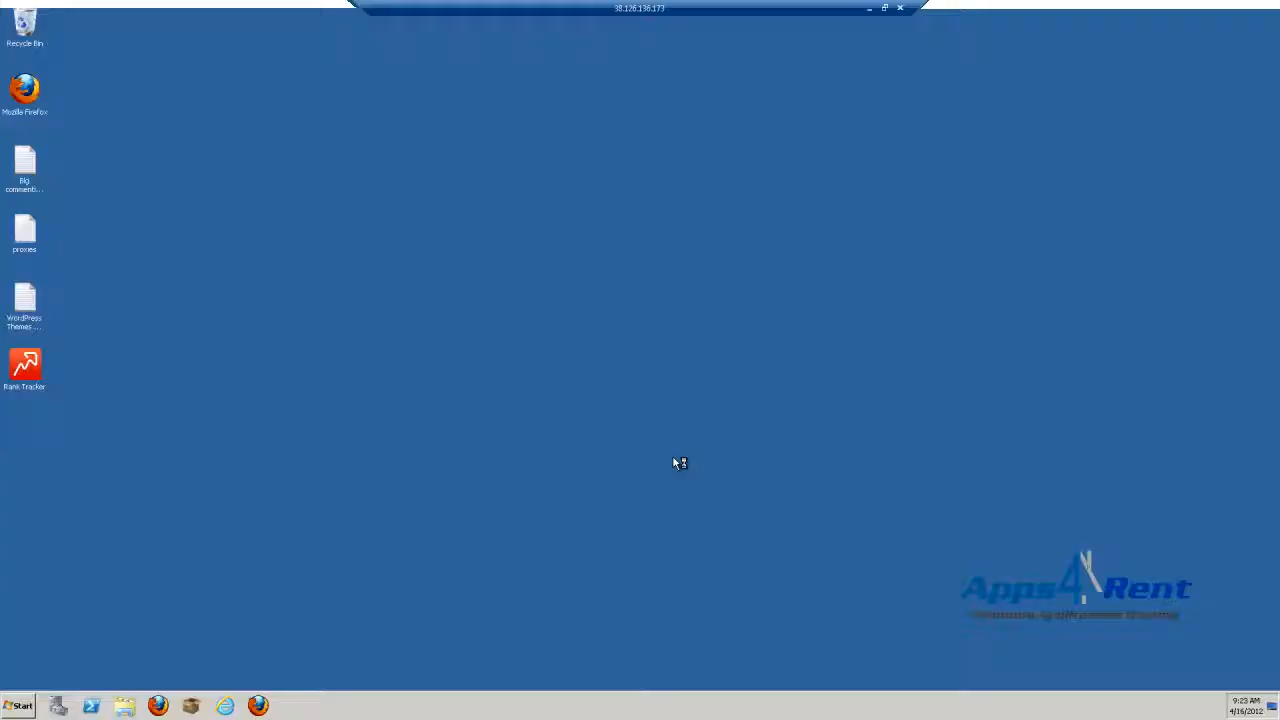 38.126.136.173
Recycle Bin
Mozilla Firefox
Big
commenti...
proxies
WordPress
Themes ...
Rank Tracker
Apps4Rent
Start
9:23 AM
4/16/2012